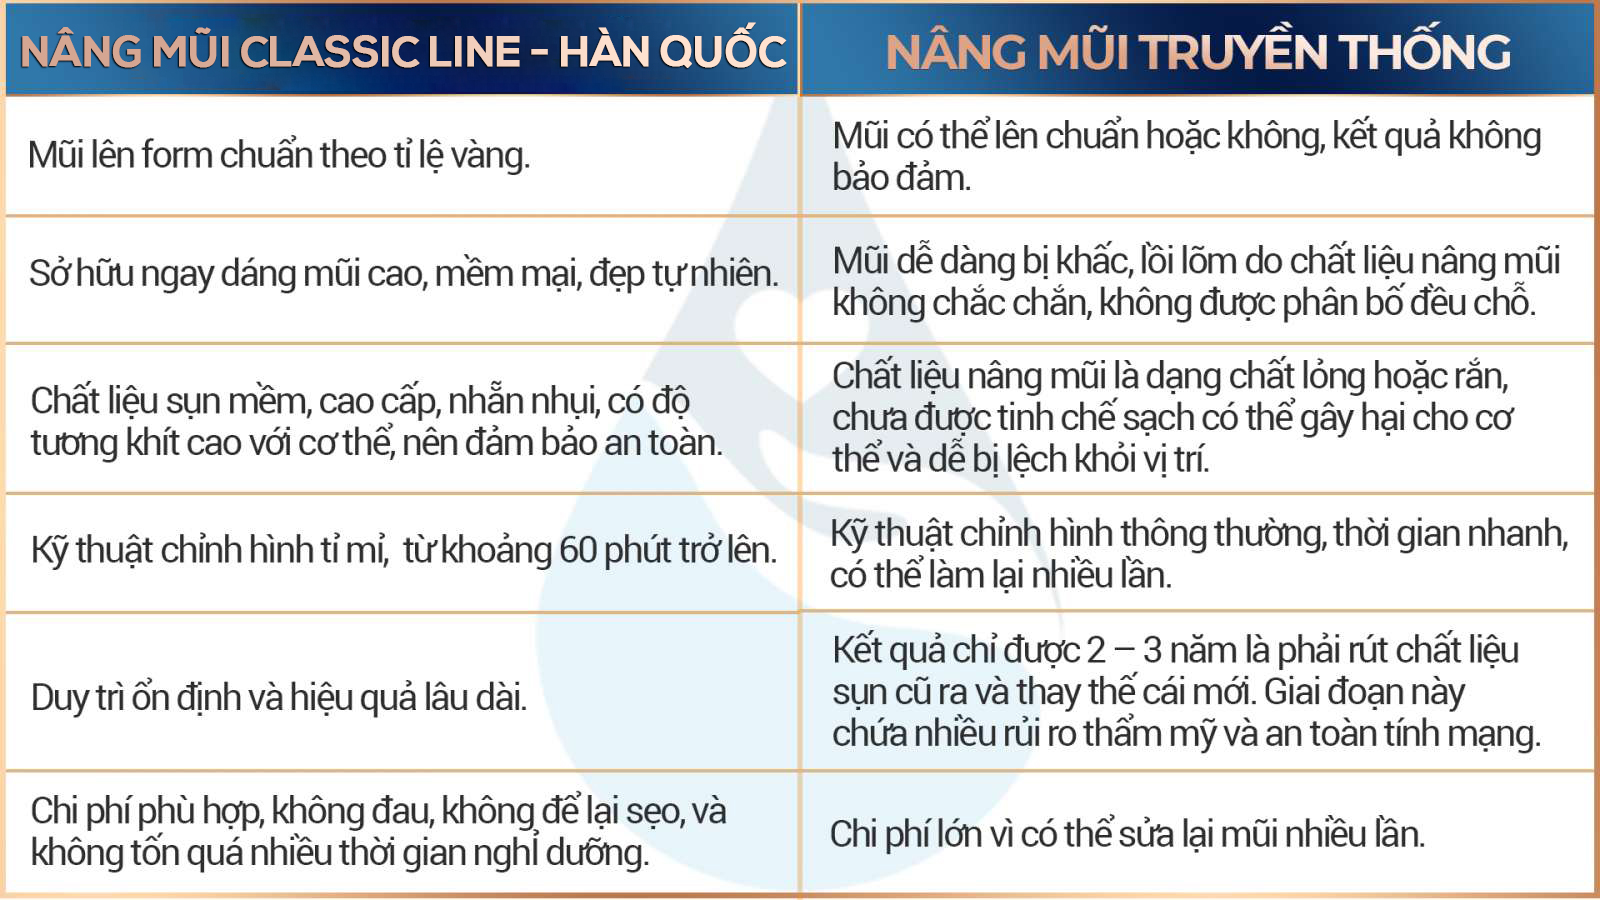 NÂNG MŨI CLASSIC LINE - HÀN QUỐC
NÂNG MŨI TRUYỀN THỐNG
Mũi lên form chuẩn theo tỉ lệ vàng.
Mũi có thể lên chuẩn hoặc không, kết quả không
bảo đảm.
Sở hữu ngay dáng mũi cao, mềm mại, đẹp tự nhiên.
Mũi dễ dàng bị khấc, lồi lõm do chất liệu nâng mũi
không chắc chắn, không được phân bố đều chỗ.
Chất liệu sụn mềm, cao cấp, nhẵn nhụi, có độ
tương khít cao với cơ thể, nên đảm bảo an toàn.
Chất liệu nâng mũi là dạng chất lỏng hoặc rắn,
chưa được tinh chế sạch có thể gây hại cho cơ
thể và dễ bị lệch khỏi vị trí.
Kỹ thuật chỉnh hình tỉ mỉ, từ khoảng 60 phút trở lên.
Kỹ thuật chỉnh hình thông thường, thời gian nhanh,
có thể làm lại nhiều lần.
Duy trì ổn định và hiệu quả lâu dài.
Kết quả chỉ được 2 – 3 năm là phải rút chất liệu
sụn cũ ra và thay thế cái mới. Giai đoạn này
chứa nhiều rủi ro thẩm mỹ và an toàn tính mạng.
Chi phí phù hợp, không đau, không để lại sẹo, và
không tốn quá nhiều thời gian nghỉ dưỡng.
Chi phí lớn vì có thể sửa lại mũi nhiều lần.